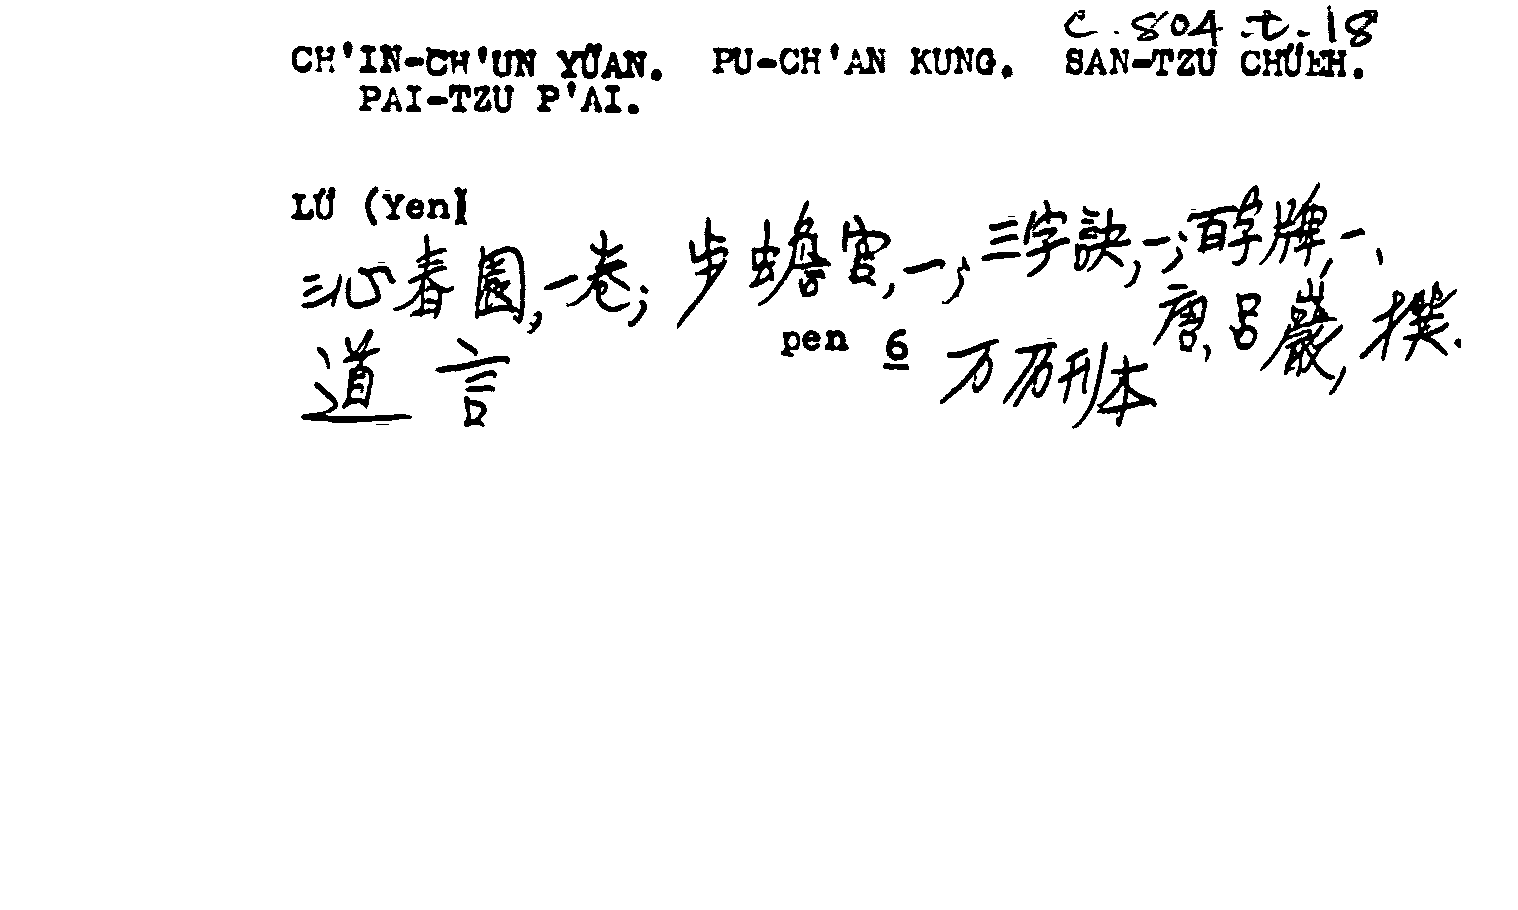 C.804.t.18
CH'IN-CH'UN YÜAN. PU-CH'AN KUNG. SAN-TZU CHÜEH.
PAI-TZU P'AI.
LÜ (Yen)
沁春園,一卷; 步蟾宮,一; 三字訣,一; 百字牌,一、
唐,呂巖,撰.
道言 pen 6 万历刊本